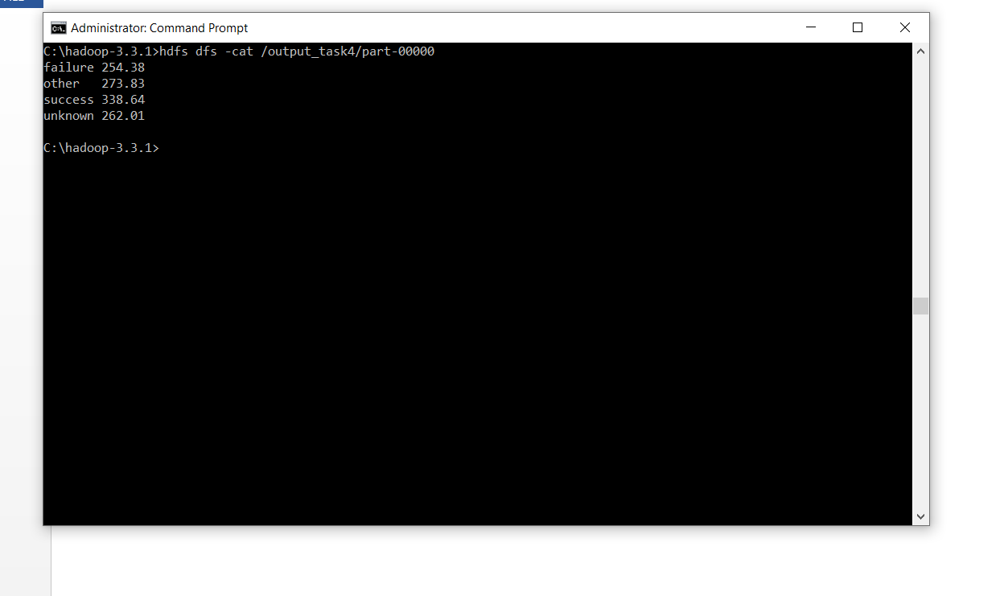 Administrator: Command Prompt
C:\hadoop-3.3.1>hdfs dfs -cat /output_task4/part-00000
failure 254.38
other   273.83
success 338.64
unknown 262.01
C:\hadoop-3.3.1>